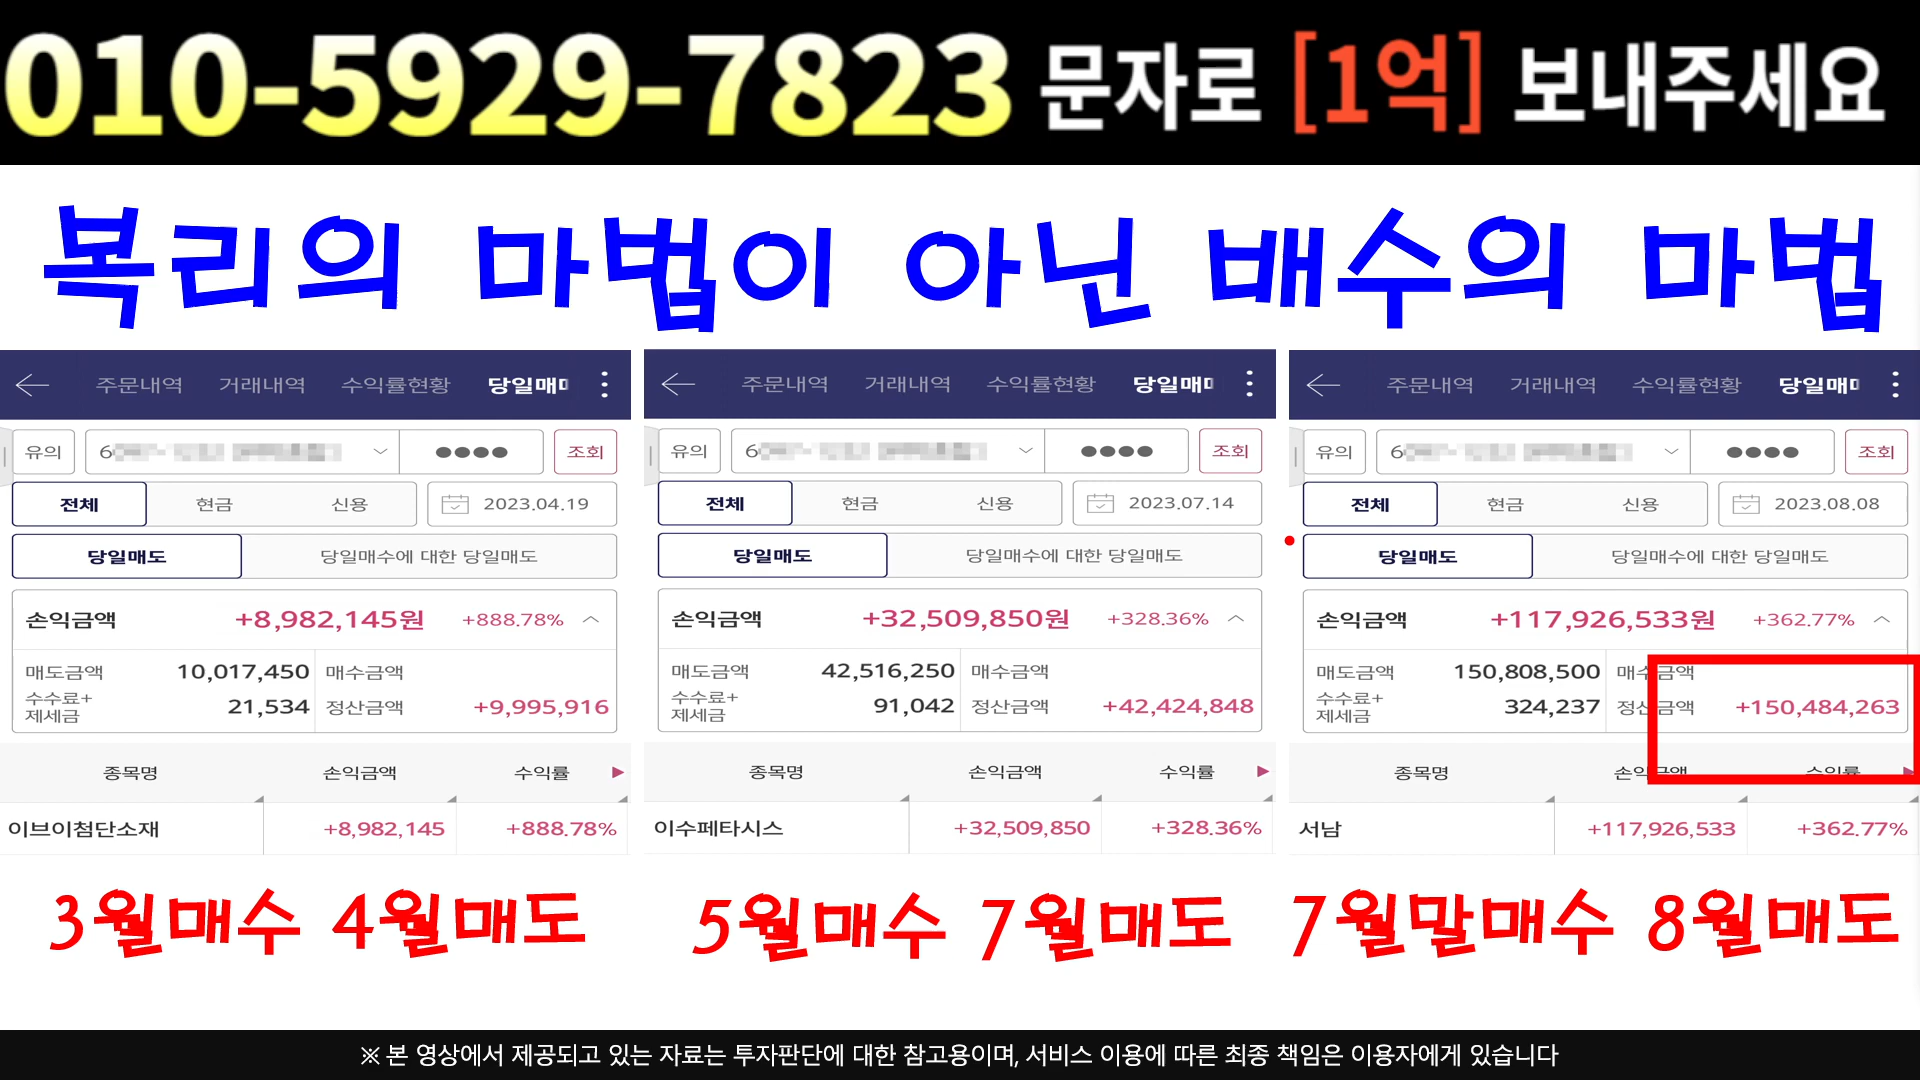 010-5929-7823 문자로 [1억] 보내주세요
복리의 마법이 아닌 배수의 마법
주문내역 거래내역 수익률현황 당일매
유의 6 ●●●● 조회
전체 현금 신용 2023.04.19
당일매도 당일매수에 대한 당일매도
손익금액 +8,982,145원 +888.78%
매도금액 10,017,450 매수금액
수수료+
제세금 21,534 정산금액 +9,995,916
종목명 손익금액 수익률
이브이첨단소재 +8,982,145 +888.78%
3월매수 4월매도
주문내역 거래내역 수익률현황 당일매
유의 6 ●●●● 조회
전체 현금 신용 2023.07.14
당일매도 당일매수에 대한 당일매도
손익금액 +32,509,850원 +328.36%
매도금액 42,516,250 매수금액
수수료+
제세금 91,042 정산금액 +42,424,848
종목명 손익금액 수익률
이수페타시스 +32,509,850 +328.36%
5월매수 7월매도
주문내역 거래내역 수익률현황 당일매
유의 6 ●●●● 조회
전체 현금 신용 2023.08.08
당일매도 당일매수에 대한 당일매도
손익금액 +117,926,533원 +362.77%
매도금액 150,808,500 매수금액
수수료+
제세금 324,237 정산금액 +150,484,263
종목명 손익금액 수익률
서남 +117,926,533 +362.77%
7월말매수 8월매도
※ 본 영상에서 제공되고 있는 자료는 투자판단에 대한 참고용이며, 서비스 이용에 따른 최종 책임은 이용자에게 있습니다